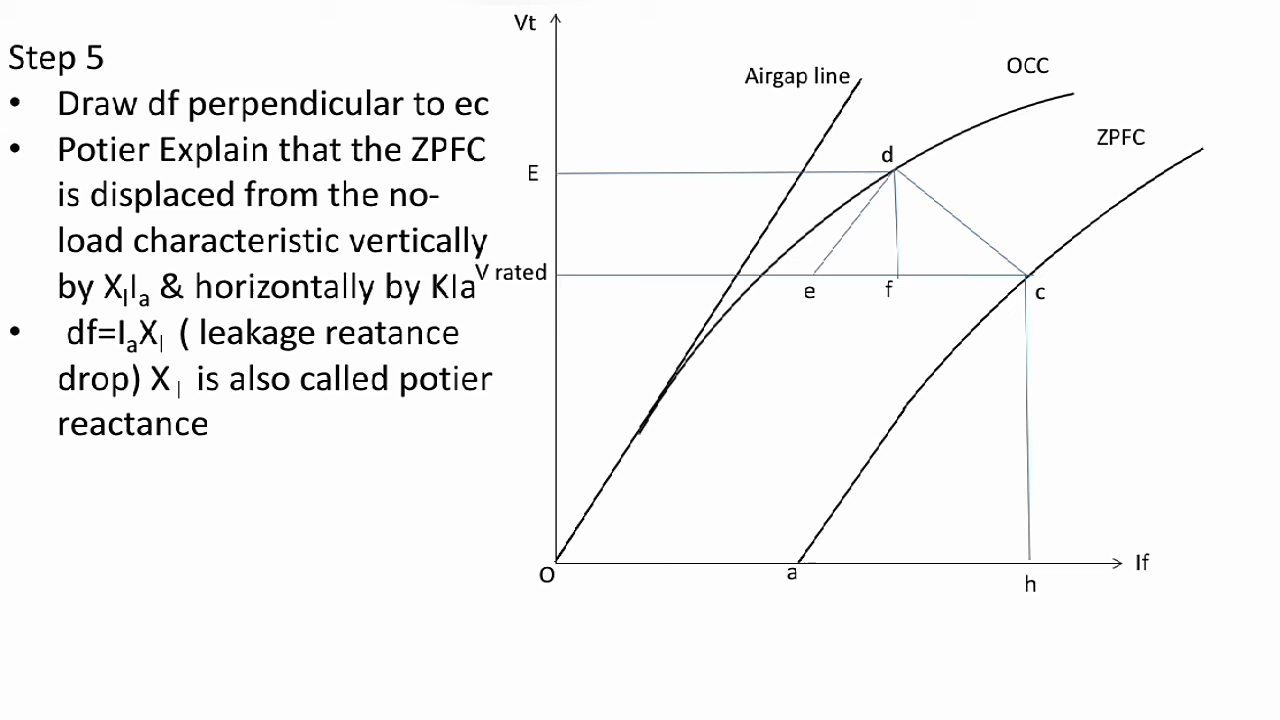 Step 5
• Draw df perpendicular to ec
• Potier Explain that the ZPFC
is displaced from the no-
load characteristic vertically
by XlIa & horizontally by KIa
• df=IaXl ( leakage reatance
drop) Xl is also called potier
reactance
Vt
Airgap line
OCC
ZPFC
d
E
V rated
e
f
c
O
a
h
If